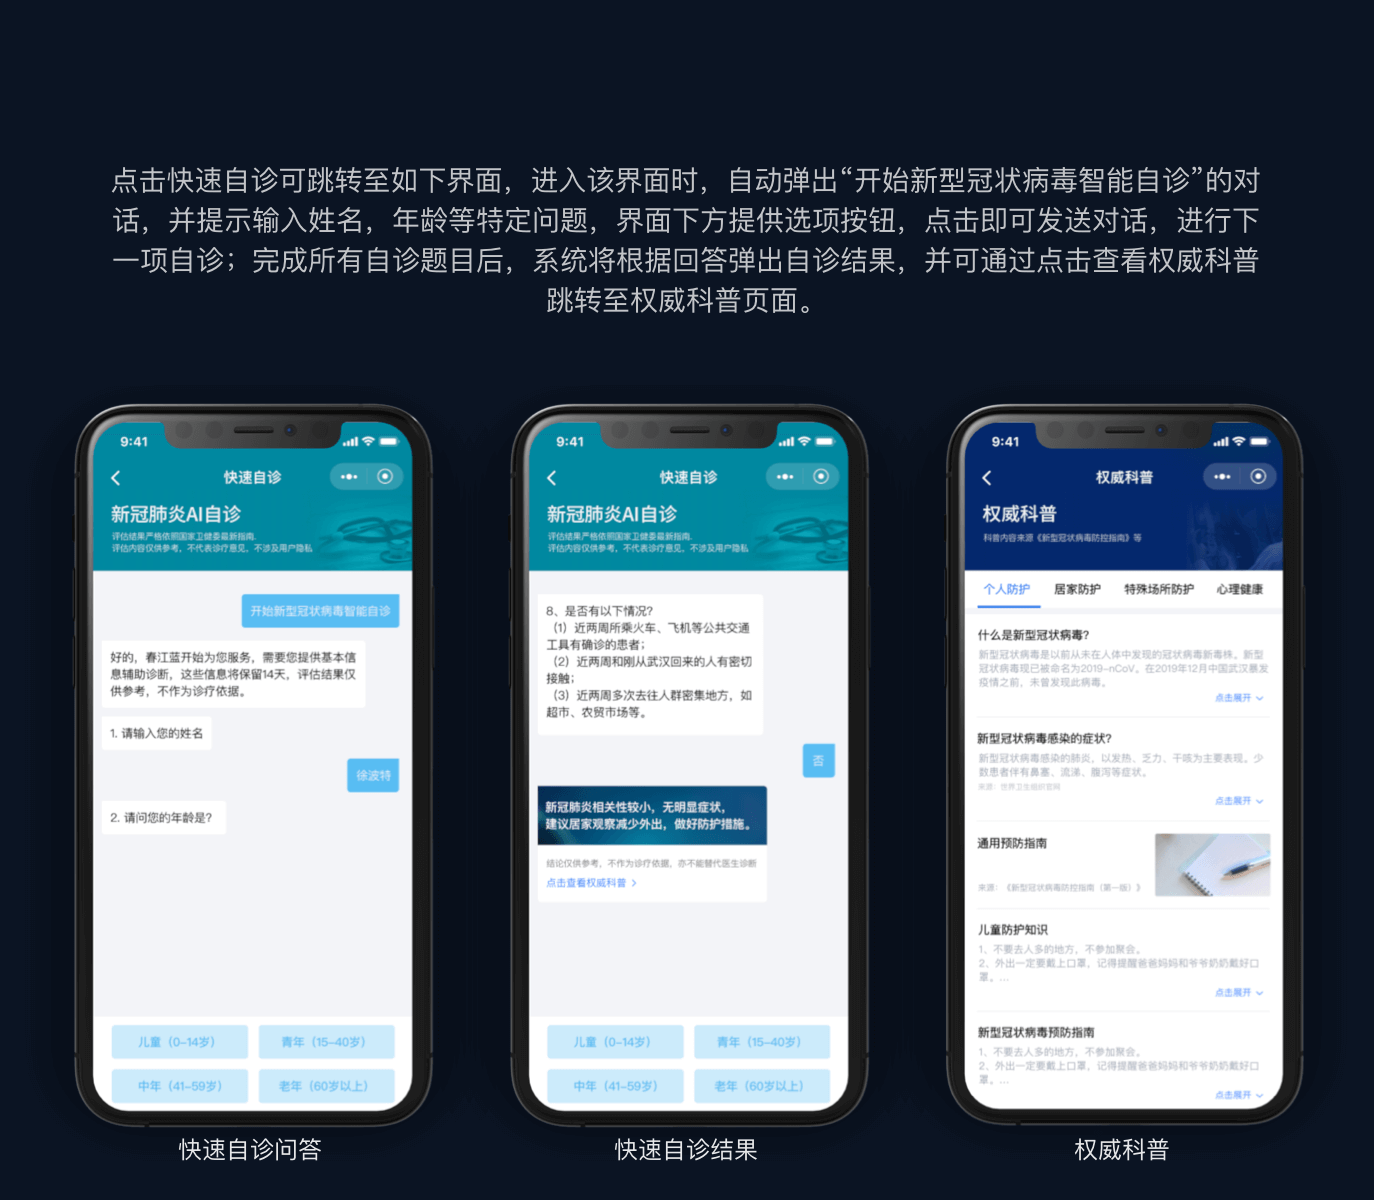 点击快速自诊可跳转至如下界面，进入该界面时，自动弹出“开始新型冠状病毒智能自诊”的对
话，并提示输入姓名，年龄等特定问题，界面下方提供选项按钮，点击即可发送对话，进行下
一项自诊；完成所有自诊题目后，系统将根据回答弹出自诊结果，并可通过点击查看权威科普
跳转至权威科普页面。
9:41
快速自诊
新冠肺炎AI自诊
评估结果严格依照国家卫健委最新指南.
评估内容仅供参考，不代表诊疗意见、不涉及用户隐私
开始新型冠状病毒智能自诊
好的，春江蓝开始为您服务，需要您提供基本信
息辅助诊断，这些信息将保留14天，评估结果仅
供参考，不作为诊疗依据。
1. 请输入您的姓名
徐波特
2. 请问您的年龄是?
儿童（0-14岁）
青年（15-40岁）
中年（41-59岁）
老年（60岁以上）
快速自诊问答
9:41
快速自诊
新冠肺炎AI自诊
评估结果严格依照国家卫健委最新指南.
评估内容仅供参考，不代表诊疗意见、不涉及用户隐私
8、是否有以下情况?
（1）近两周所乘火车、飞机等公共交通
工具有确诊的患者；
（2）近两周和刚从武汉回来的人有密切
接触；
（3）近两周多次去往人群密集地方，如
超市、农贸市场等。
否
新冠肺炎相关性较小，无明显症状，
建议居家观察减少外出，做好防护措施。
结论仅供参考，不作为诊疗依据，亦不能替代医生诊断
点击查看权威科普 >
儿童（0-14岁）
青年（15-40岁）
中年（41-59岁）
老年（60岁以上）
快速自诊结果
9:41
权威科普
权威科普
科普内容来源《新型冠状病毒防控指南》等
个人防护 居家防护 特殊场所防护 心理健康
什么是新型冠状病毒?
新型冠状病毒是以前从未在人体中发现的冠状病毒新毒株。新型
冠状病毒现已被命名为2019-nCoV。在2019年12月中国武汉暴发
疫情之前，未曾发现此病毒。
点击展开
新型冠状病毒感染的症状?
新型冠状病毒感染的肺炎，以发热、乏力、干咳为主要表现。少
数患者伴有鼻塞、流涕、腹泻等症状。
来源：世界卫生组织官网
点击展开
通用预防指南
来源：《新型冠状病毒防控指南（第一版）》
儿童防护知识
1、不要去人多的地方，不参加聚会。
2、外出一定要戴上口罩，记得提醒爸爸妈妈和爷爷奶奶戴好口
罩。...
点击展开
新型冠状病毒预防指南
1、不要去人多的地方，不参加聚会。
2、外出一定要戴上口罩，记得提醒爸爸妈妈和爷爷奶奶戴好口
罩。...
点击展开
权威科普